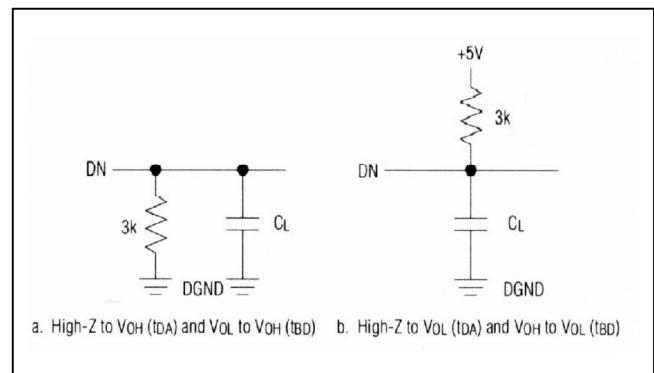 +5V
3k
DN
DN
3k
CL
CL
DGND
DGND
a. High-Z to VOH (tDA) and VOL to VOH (tBD)
b. High-Z to VOL (tDA) and VOH to VOL (tBD)